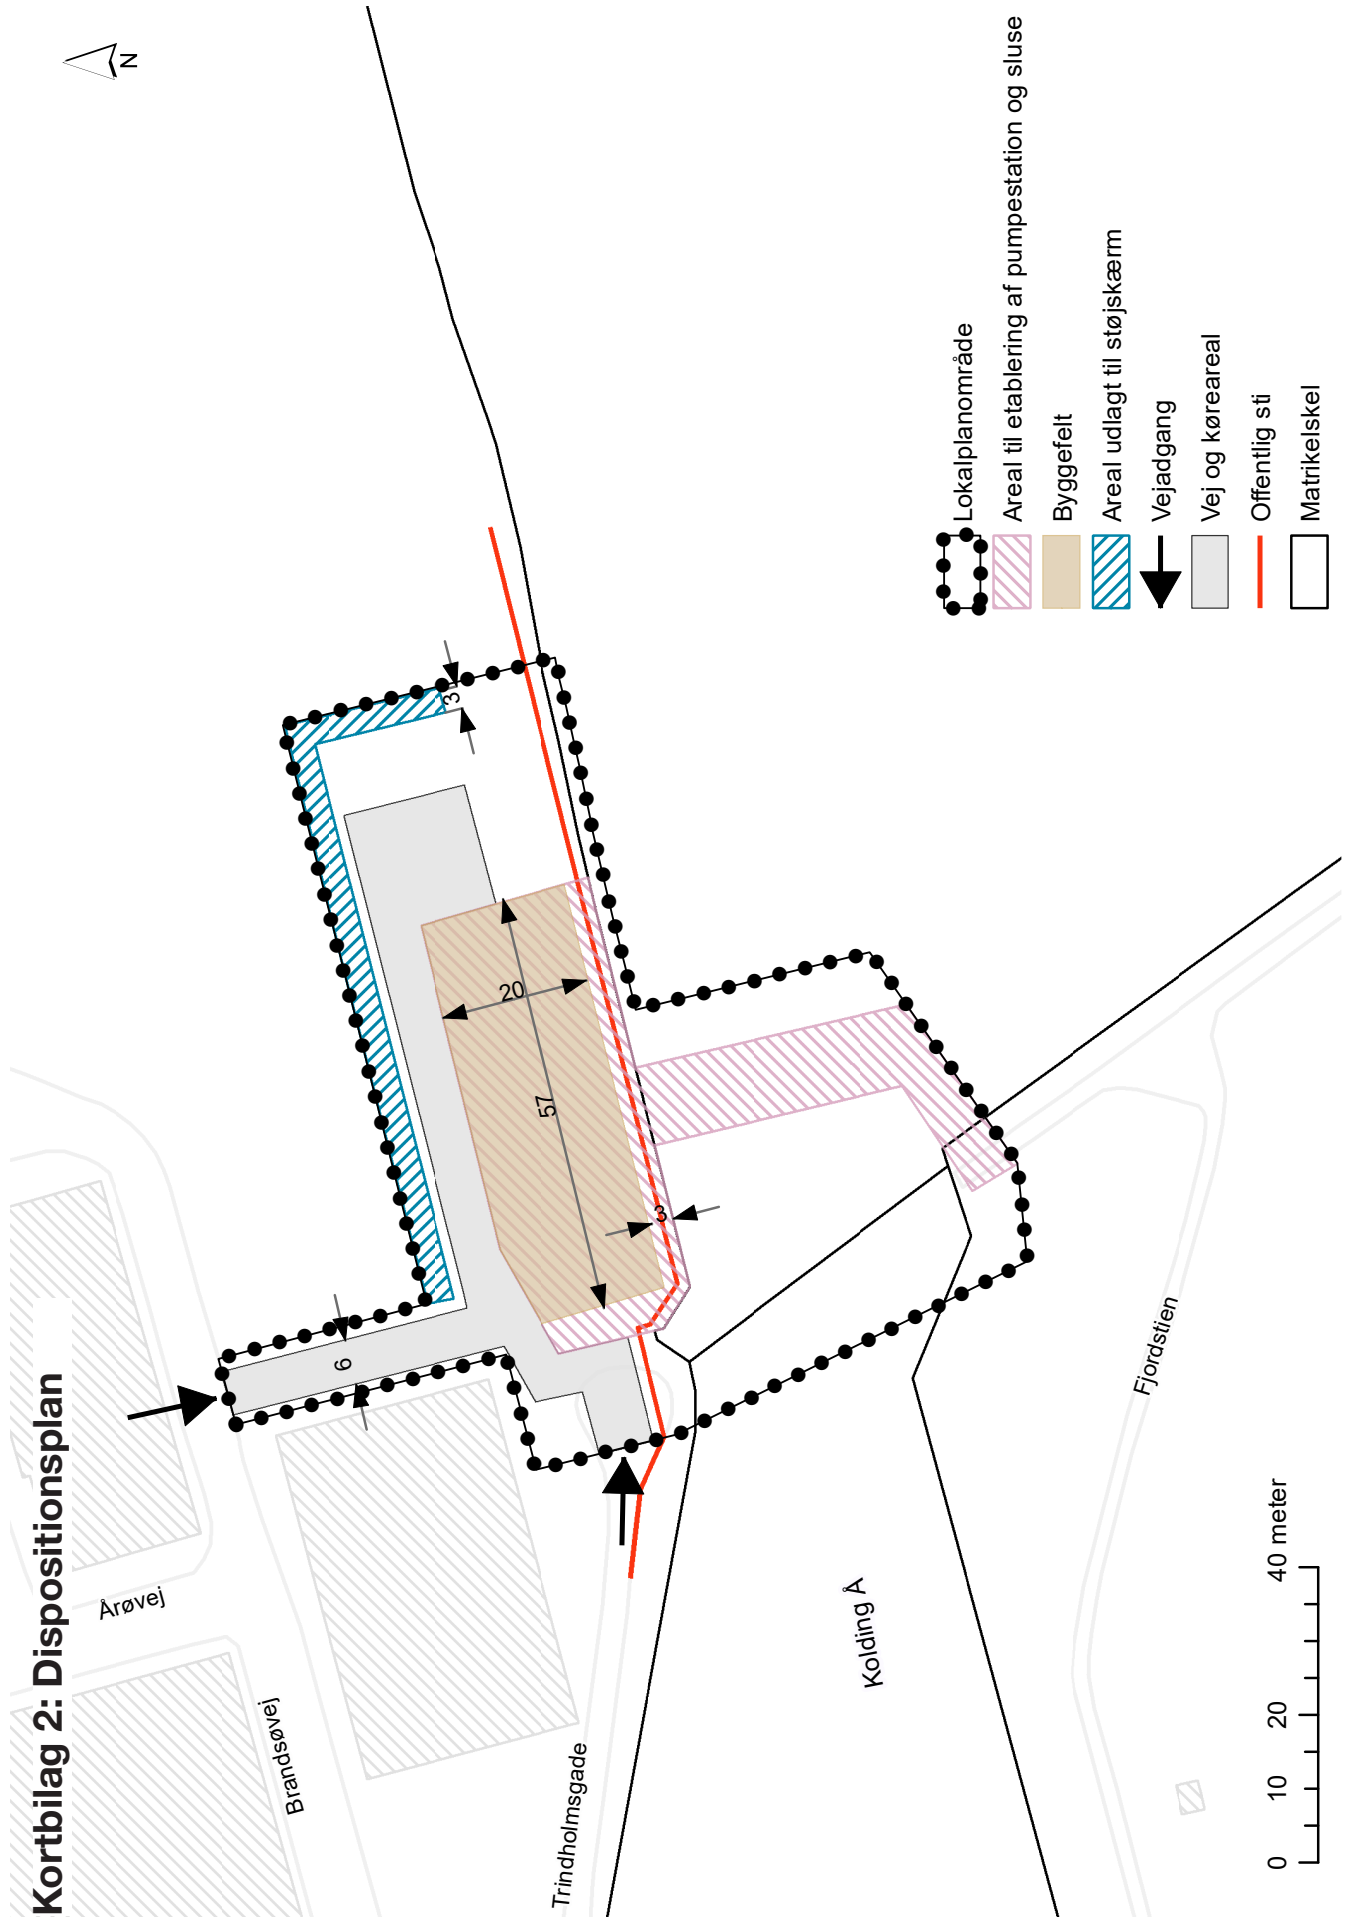 Kortbilag 2: Dispositionsplan
N
Årøvej
Brandsøvej
Trindholmsgade
Kolding Å
Fjordstien
6
3
20
57
3
Lokalplanområde
Areal til etablering af pumpestation og sluse
Byggefelt
Areal udlagt til støjskærm
Vejadgang
Vej og køreareal
Offentlig sti
Matrikelskel
0 10 20 40 meter